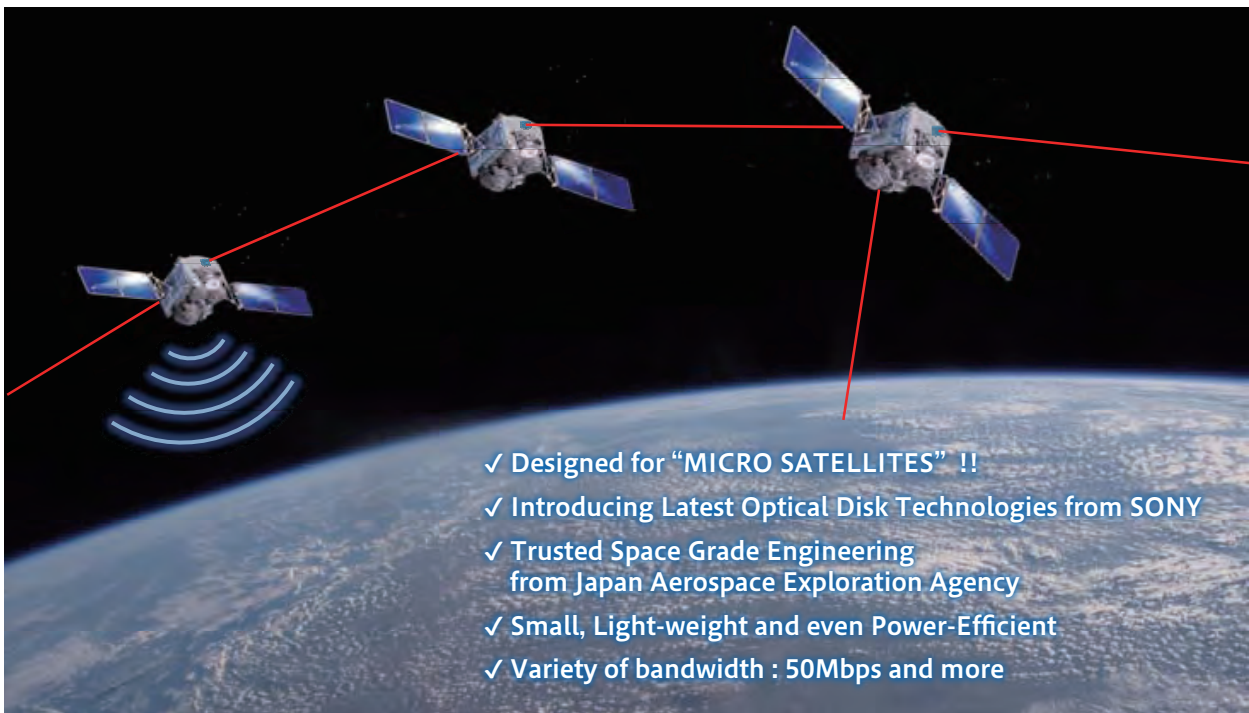 ✓ Designed for “MICRO SATELLITES” !!
✓ Introducing Latest Optical Disk Technologies from SONY
✓ Trusted Space Grade Engineering
from Japan Aerospace Exploration Agency
✓ Small, Light-weight and even Power-Efficient
✓ Variety of bandwidth : 50Mbps and more